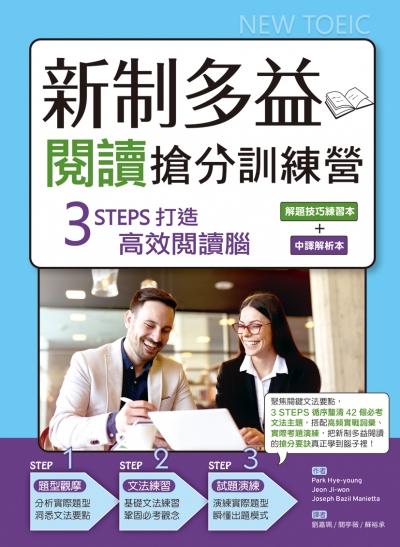 NEW TOEIC
新制多益
閱讀搶分訓練營
3 STEPS 打造
高效閱讀腦
解題技巧練習本
+
中譯解析本
聚焦關鍵文法要點，
3 STEPS 循序釐清 42 個必考
文法主題，搭配高頻實戰詞彙、
實際考題演練，把新制多益閱讀
的搶分要訣真正學到腦子裡！
STEP 1
題型觀摩
分析實際題型
洞悉文法要點
STEP 2
文法練習
基礎文法練習
鞏固必考觀念
STEP 3
試題演練
演練實際題型
瞬懂出題模式
作者
Park Hye-young
Jeon Ji-won
Joseph Bazil Manietta
譯者
劉嘉珮／關亭薇／蘇裕承